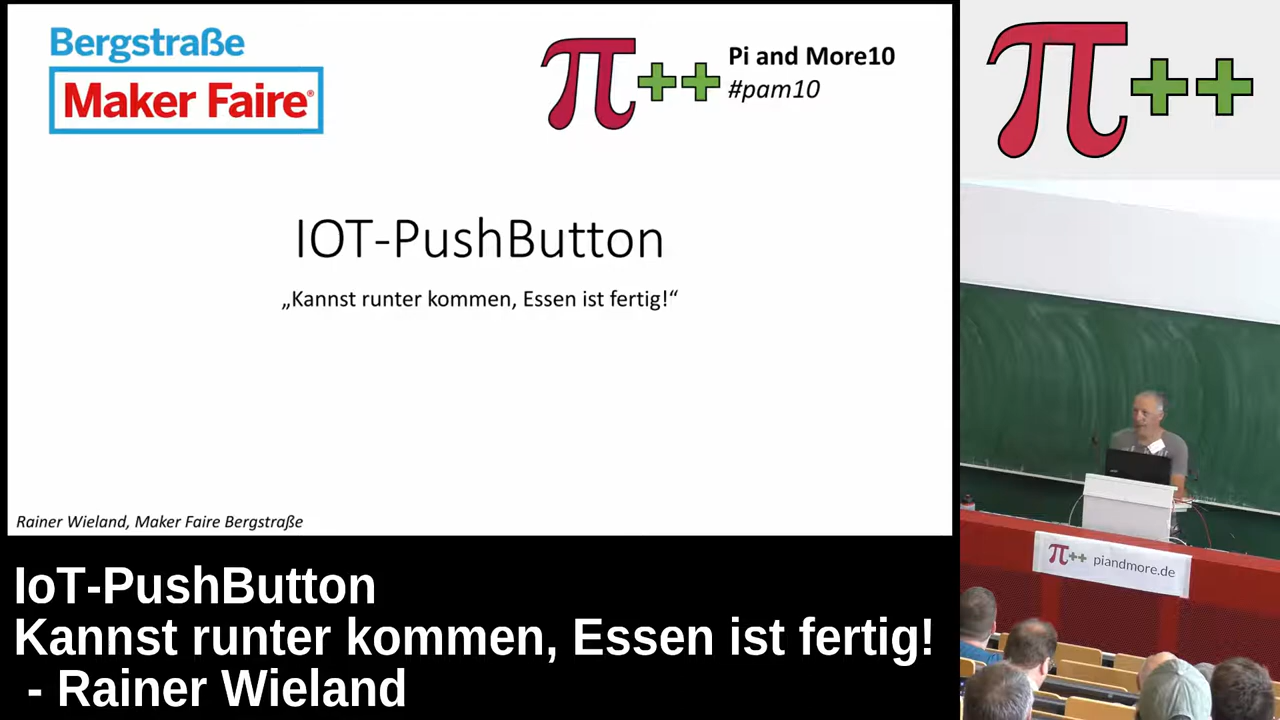 Bergstraße
Maker Faire®
π++
Pi and More10
#pam10
IOT-PushButton
„Kannst runter kommen, Essen ist fertig!“
Rainer Wieland, Maker Faire Bergstraße
π++
π++ piandmore.de
IoT-PushButton
Kannst runter kommen, Essen ist fertig!
- Rainer Wieland